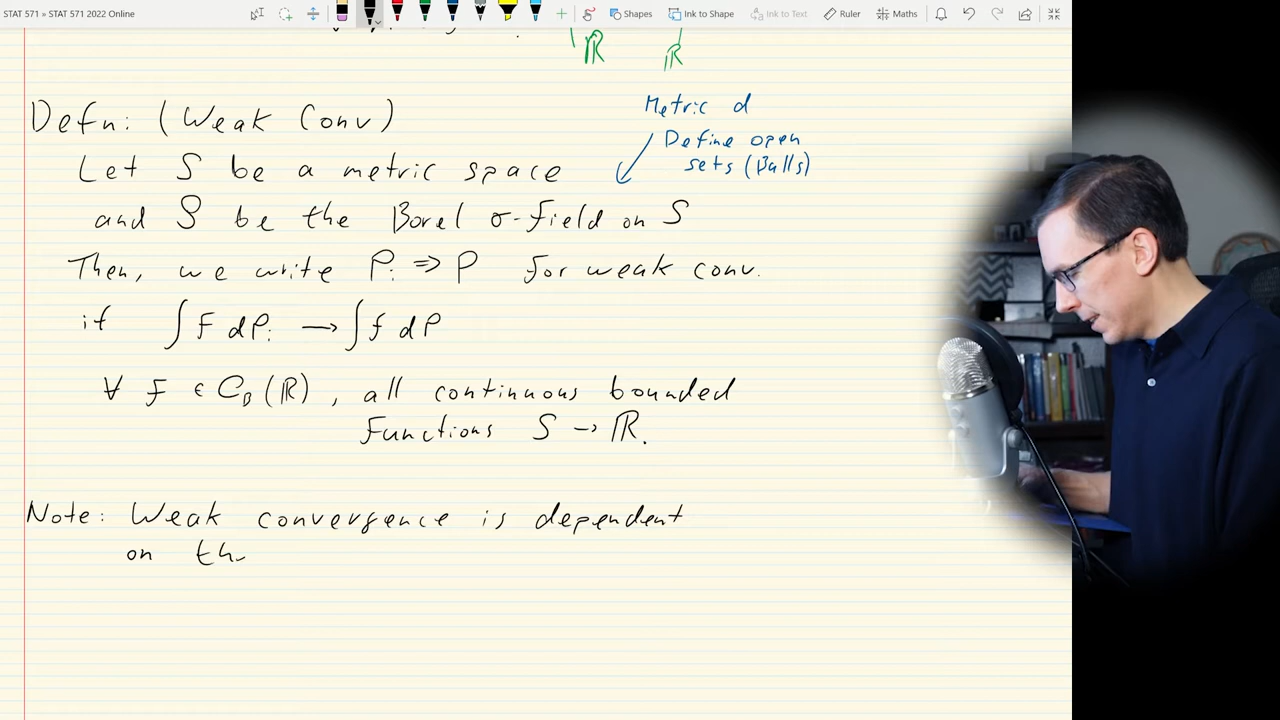 STAT 571 » STAT 571 2022 Online
Shapes
Ink to Shape
Ink to Text
Ruler
Maths
ℝ ℝ
Defn: (Weak Conv)
Metric d
Define open
sets (Balls)
Let S be a metric space
and 𝒮 be the Borel σ-field on S
Then, we write Pᵢ ⇒ P for weak conv.
if ∫ f dPᵢ → ∫ f dP
∀ f ∈ C_B(ℝ), all continuous bounded
functions S → ℝ.
Note: Weak convergence is dependent
on the